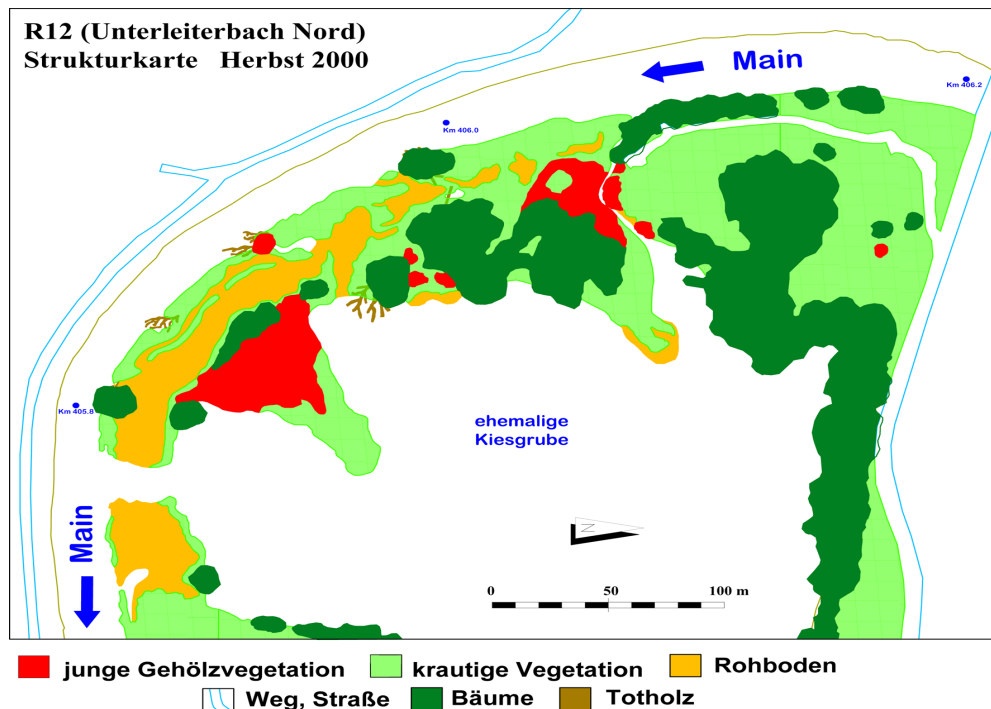 R12 (Unterleiterbach Nord)
Strukturkarte Herbst 2000
Main
Km 406.2
Km 406.0
Km 405.8
ehemalige
Kiesgrube
Main
N
0 50 100 m
junge Gehölzvegetation krautige Vegetation Rohboden
Weg, Straße Bäume Totholz